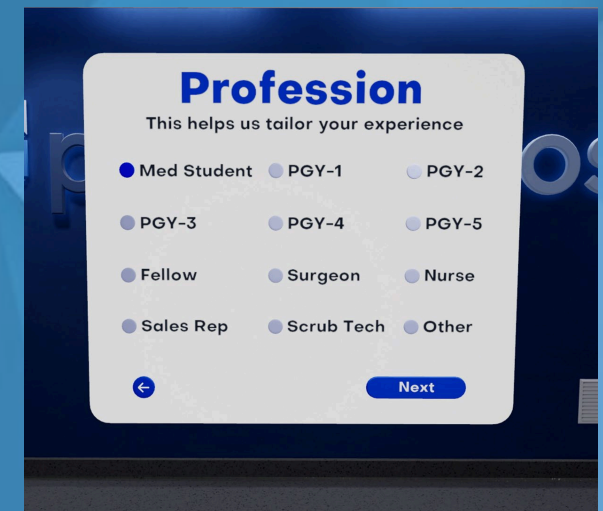 Profession
This helps us tailor your experience
Med Student PGY-1 PGY-2
PGY-3 PGY-4 PGY-5
Fellow Surgeon Nurse
Sales Rep Scrub Tech Other
Next